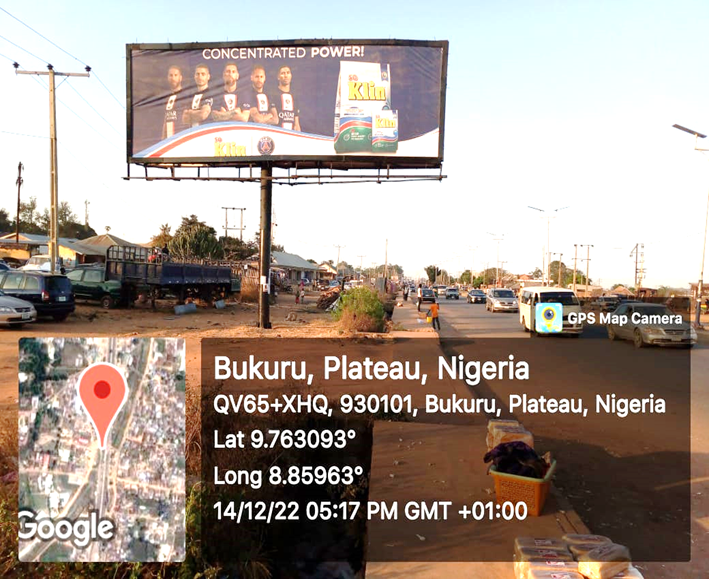 CONCENTRATED POWER!
Klin
Klin
QATAR
QATAR
Klin
GPS Map Camera
Bukuru, Plateau, Nigeria
QV65+XHQ, 930101, Bukuru, Plateau, Nigeria
Lat 9.763093°
Long 8.85963°
14/12/22 05:17 PM GMT +01:00
Google